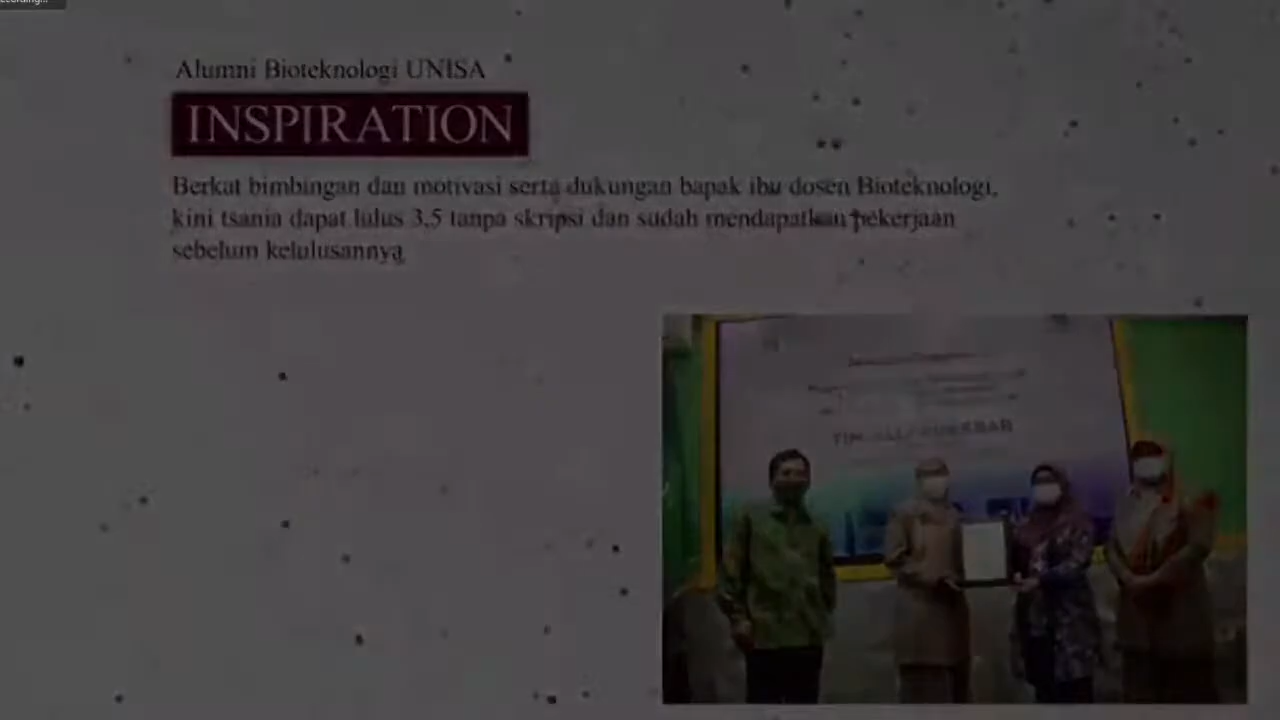 Alumni Bioteknologi UNISA
INSPIRATION
Berkat bimbingan dan motivasi serta dukungan bapak ibu dosen Bioteknologi,
kini tsania dapat lulus 3,5 tanpa skripsi dan sudah mendapatkan pekerjaan
sebelum kelulusannya